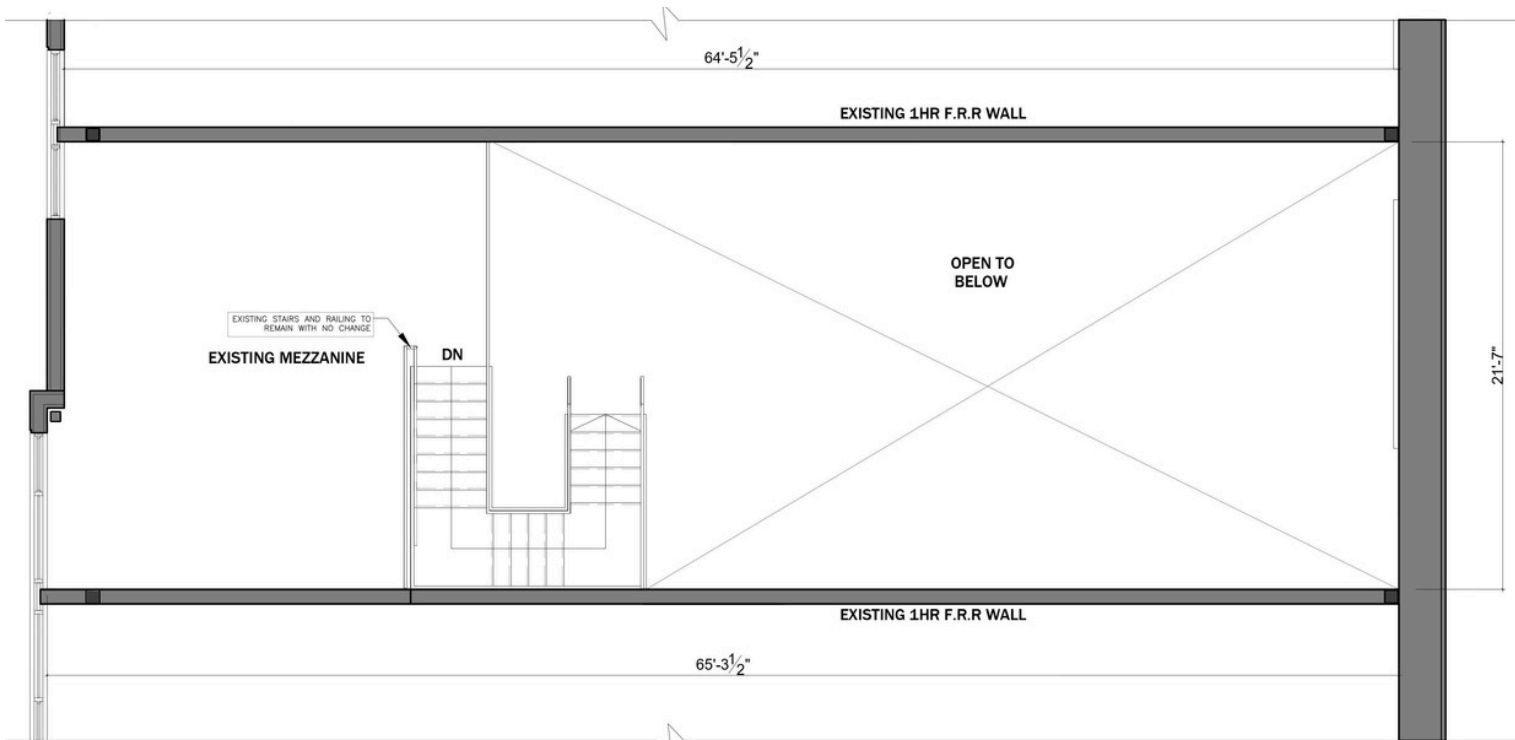 64'-5½"
EXISTING 1HR F.R.R WALL
OPEN TO
BELOW
EXISTING STAIRS AND RAILING TO
REMAIN WITH NO CHANGE
EXISTING MEZZANINE
DN
21'-7"
EXISTING 1HR F.R.R WALL
65'-3½"